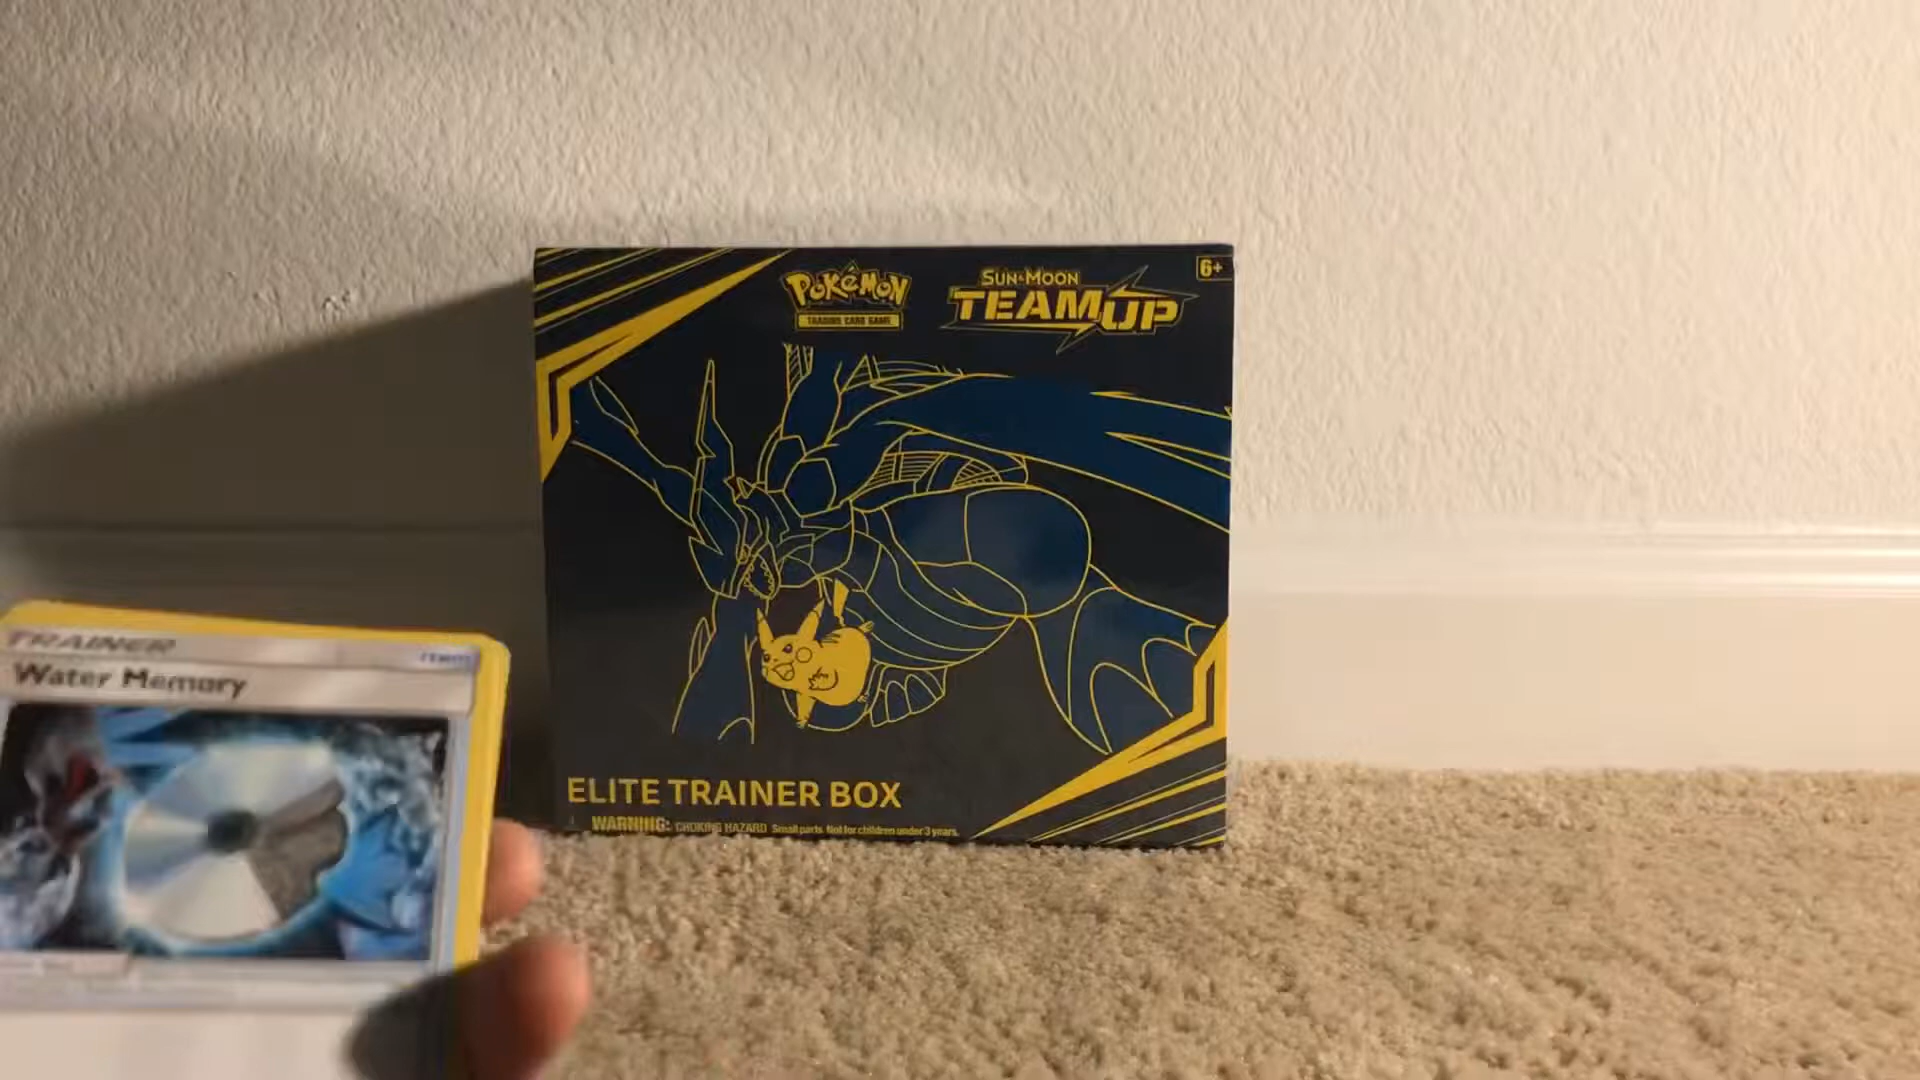 POKÉMON
TRADING CARD GAME
SUN & MOON
TEAM UP
6+
ELITE TRAINER BOX
WARNING: CHOKING HAZARD Small parts. Not for children under 3 years.
TRAINER
Water Memory